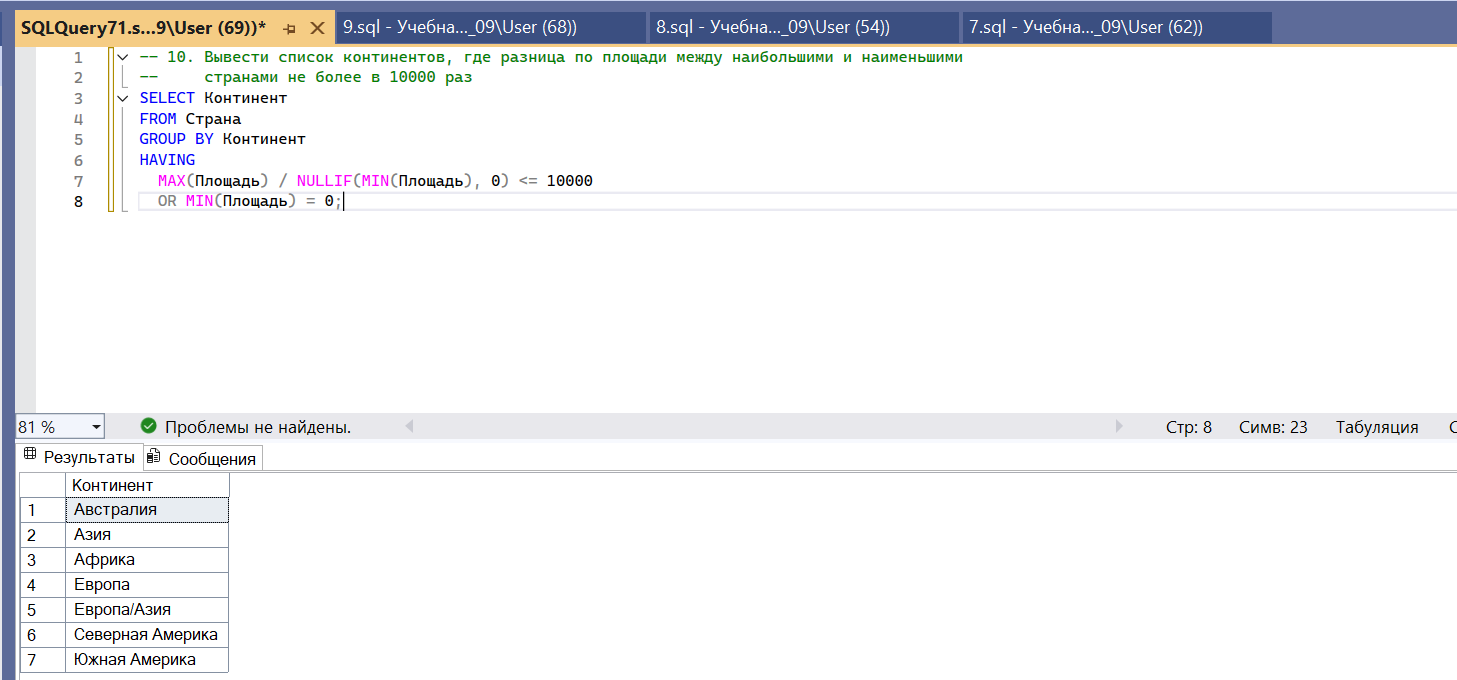 SQLQuery71.s...9\User (69))*
9.sql - Учебна..._09\User (68))
8.sql - Учебна..._09\User (54))
7.sql - Учебна..._09\User (62))
1 -- 10. Вывести список континентов, где разница по площади между наибольшими и наименьшими
2 --     странами не более в 10000 раз
3 SELECT Континент
4 FROM Страна
5 GROUP BY Континент
6 HAVING
7   MAX(Площадь) / NULLIF(MIN(Площадь), 0) <= 10000
8   OR MIN(Площадь) = 0;
81 % Проблемы не найдены. Стр: 8 Симв: 23 Табуляция
Результаты Сообщения
Континент
1 Австралия
2 Азия
3 Африка
4 Европа
5 Европа/Азия
6 Северная Америка
7 Южная Америка